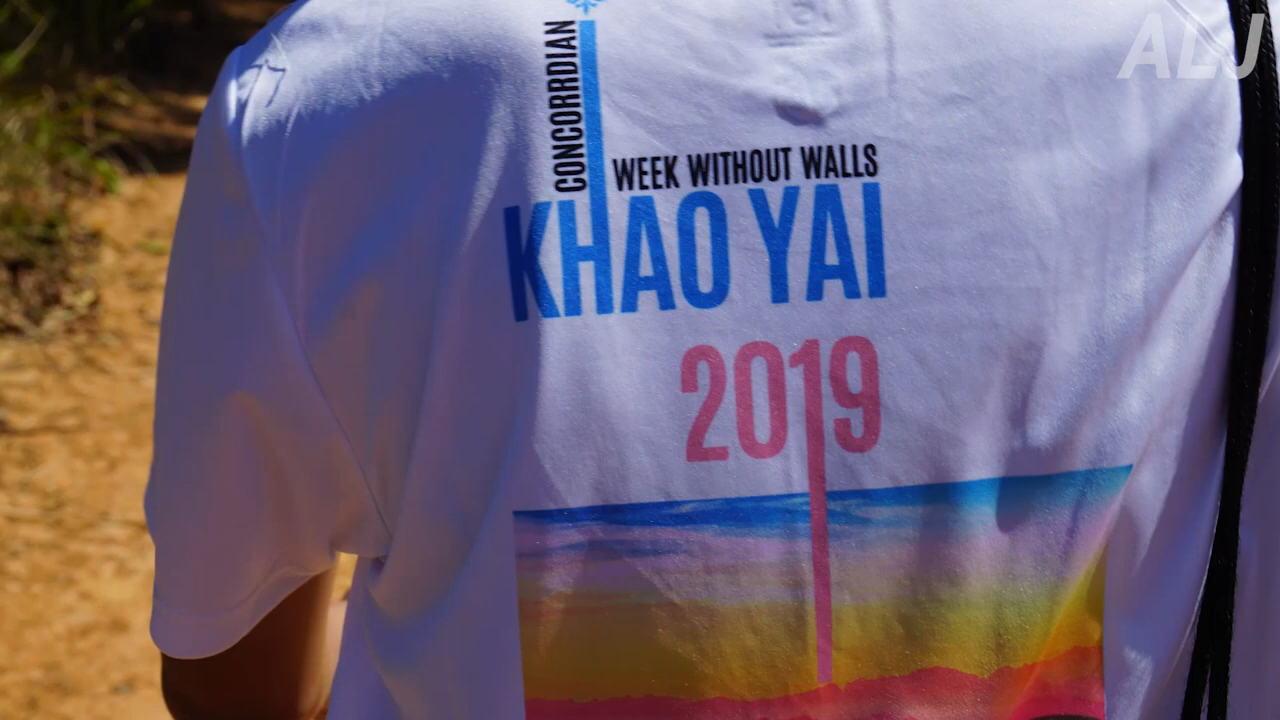 ALJ
CONCORRDIAN
WEEK WITHOUT WALLS
KHAO YAI
2019